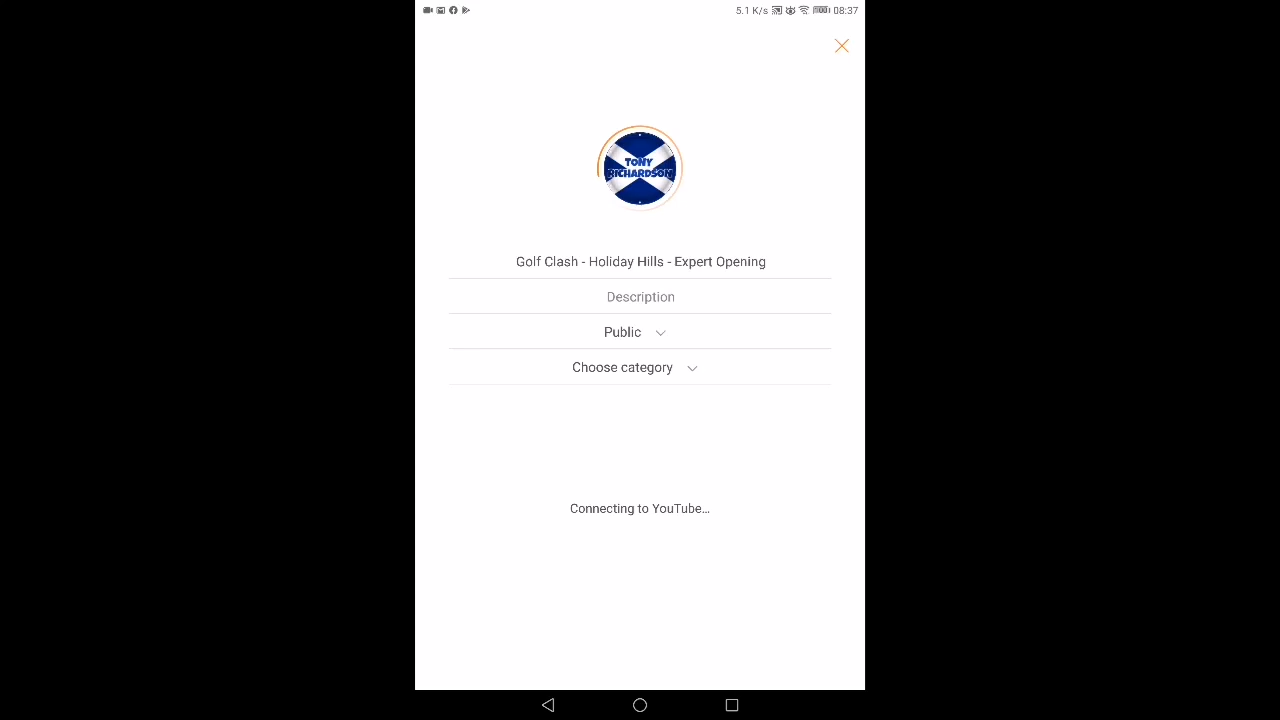 5.1 K/s 08:37
TONY
RICHARDSON
Golf Clash - Holiday Hills - Expert Opening
Description
Public
Choose category
Connecting to YouTube...